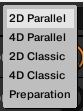 2D Parallel
4D Parallel
2D Classic
4D Classic
Preparation